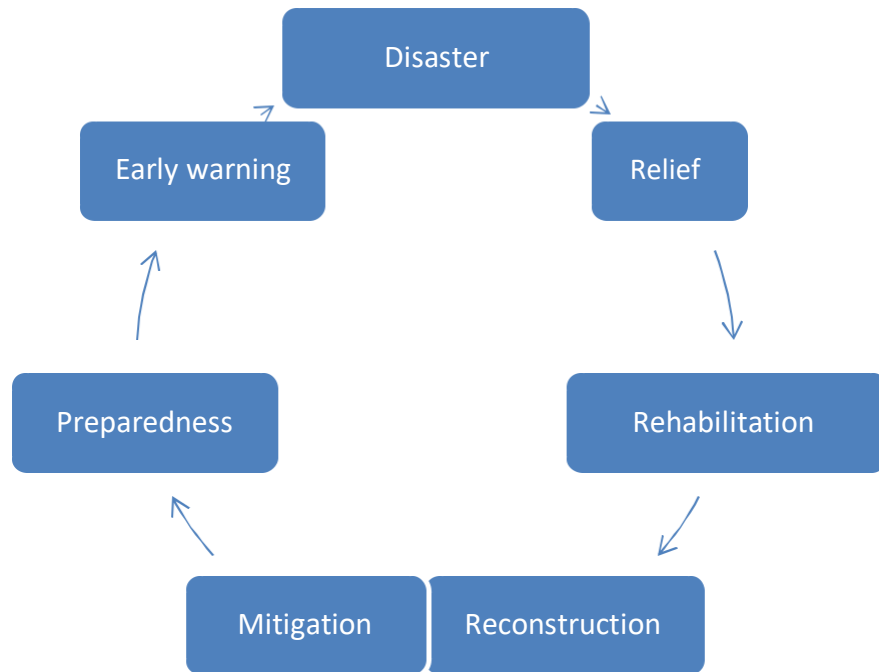 Disaster
Early warning
Relief
Preparedness
Rehabilitation
Mitigation
Reconstruction